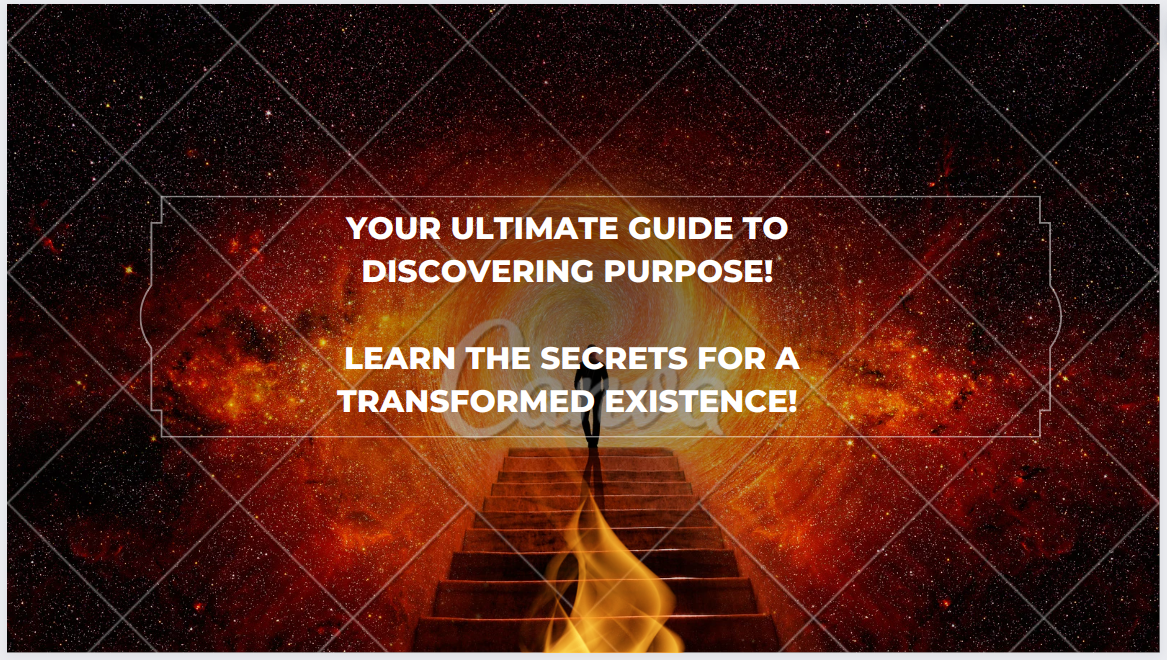 YOUR ULTIMATE GUIDE TO
DISCOVERING PURPOSE!
LEARN THE SECRETS FOR A
TRANSFORMED EXISTENCE!
Canva